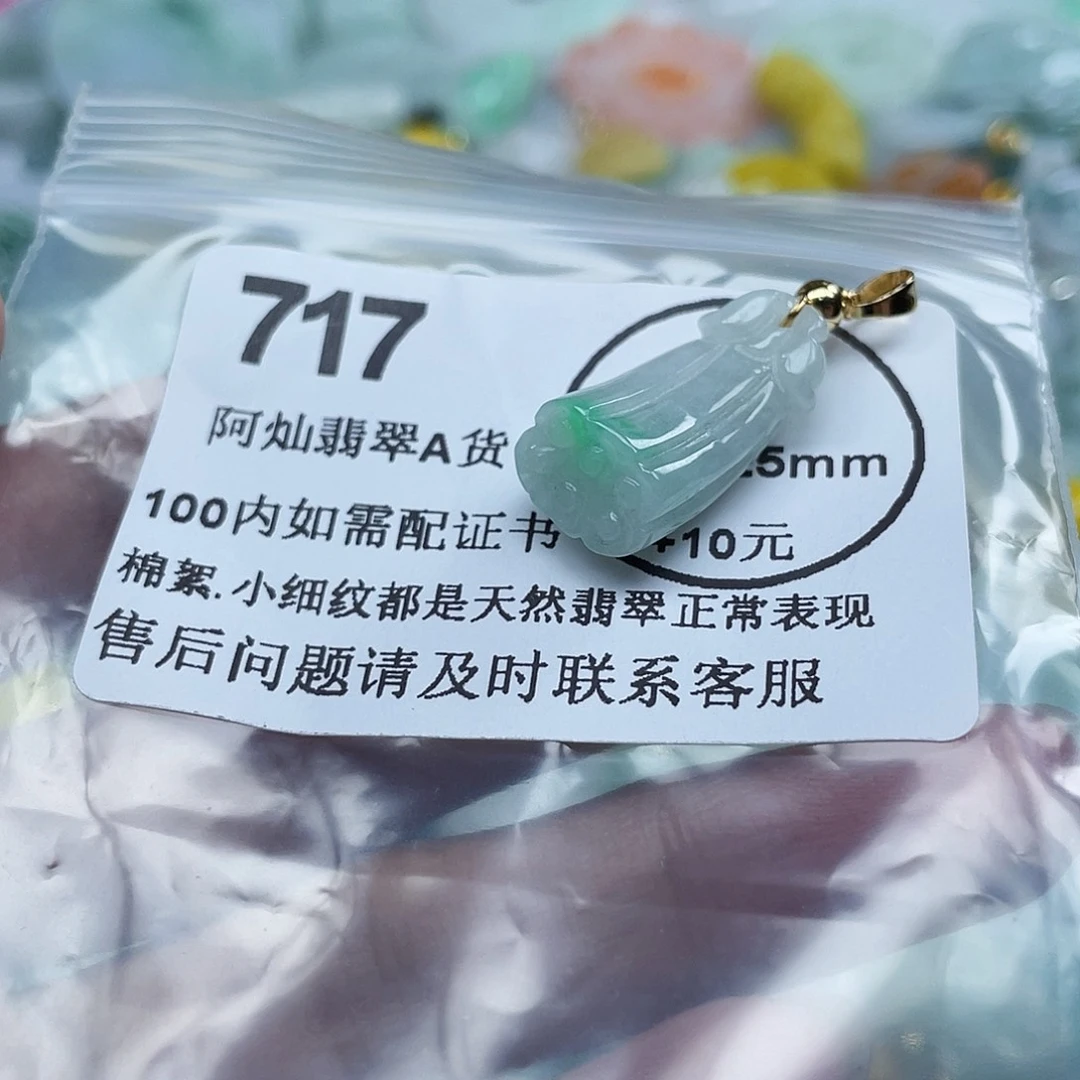 717
阿灿翡翠A货 5mm
100内如需配证书 +10元
棉絮.小细纹都是天然翡翠正常表现
售后问题请及时联系客服